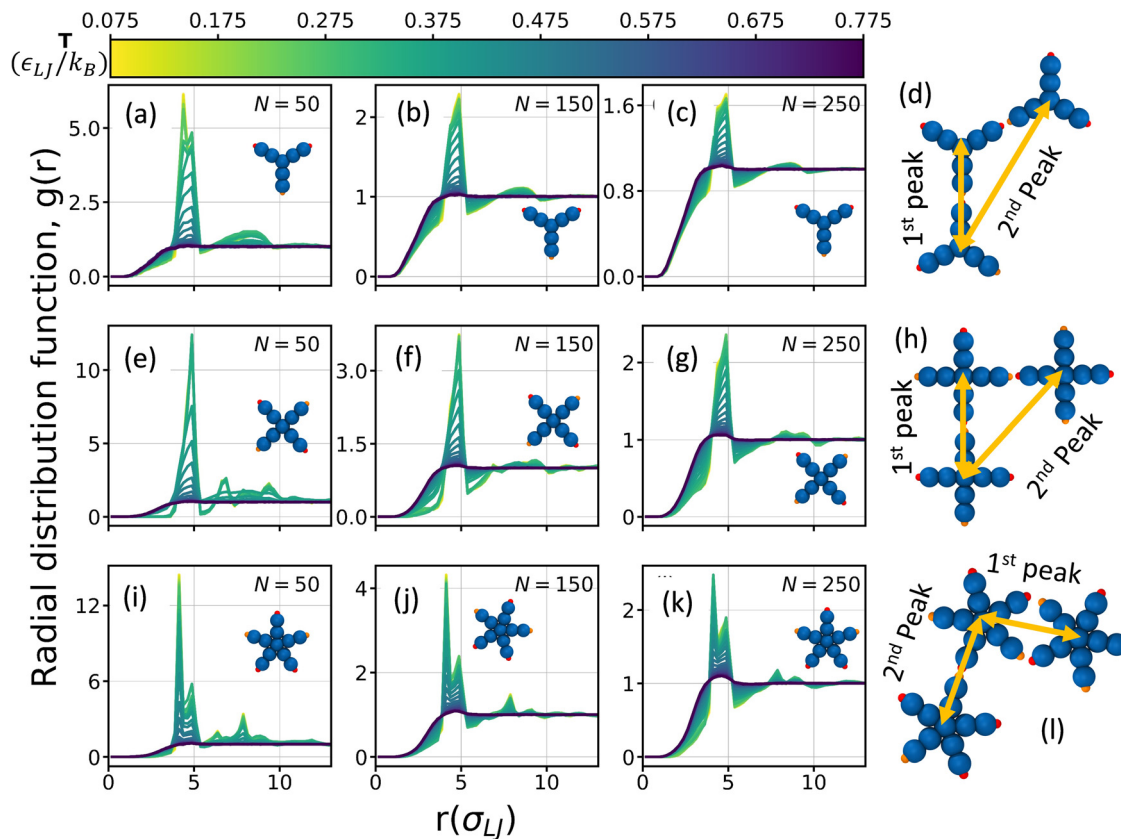 0.075 0.175 0.275 0.375 0.475 0.575 0.675 0.775
T
(ϵ_LJ/k_B)
Radial distribution function, g(r)
(a) N = 50
5.0
2.5
0.0
(b) N = 150
2
1
0
(c) N = 250
1.6
0.8
0.0
(d)
1st peak
2nd Peak
(e) N = 50
10
5
0
(f) N = 150
3.0
1.5
0.0
(g) N = 250
2
1
0
(h)
1st peak
2nd Peak
(i) N = 50
12
6
0
0 5 10
(j) N = 150
4
2
0
0 5 10
(k) N = 250
2
1
0
0 5 10
1st peak
2nd Peak
(l)
r(σ_LJ)